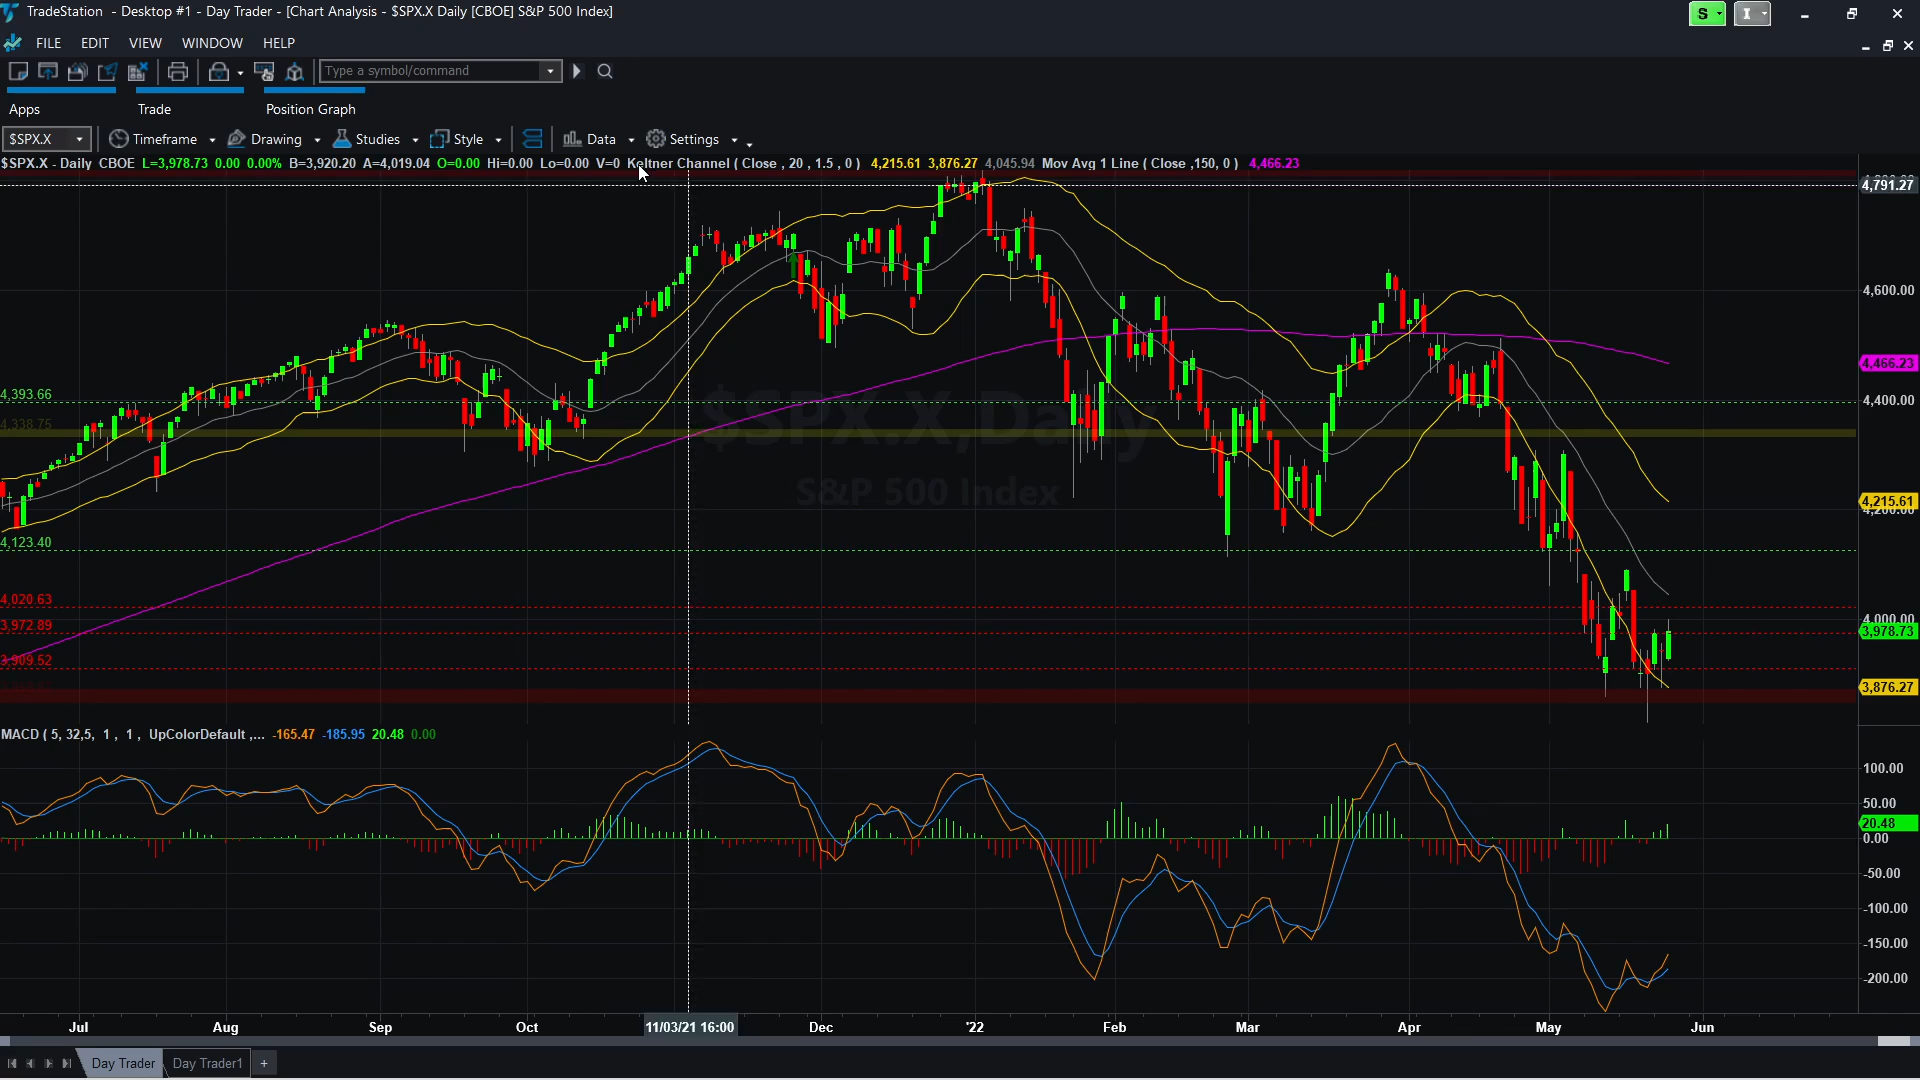 TradeStation - Desktop #1 - Day Trader - [Chart Analysis - $SPX.X Daily [CBOE] S&P 500 Index]
S I
FILE EDIT VIEW WINDOW HELP
Type a symbol/command
Apps Trade Position Graph
$SPX.X Timeframe Drawing Studies Style Data Settings
$SPX.X - Daily CBOE L=3,978.73 0.00 0.00% B=3,920.20 A=4,019.04 O=0.00 Hi=0.00 Lo=0.00 V=0 Keltner Channel ( Close , 20 , 1.5 , 0 ) 4,215.61 3,876.27 4,045.94 Mov Avg 1 Line ( Close ,150, 0 ) 4,466.23
4,791.27
4,600.00
4,466.23
4,393.66
4,400.00
4,338.75
$SPX.X,Daily
S&P 500 Index
4,215.61
4,200.00
4,123.40
4,020.63
4,000.00
3,972.89
3,978.73
3,909.52
3,876.27
MACD ( 5, 32,5, 1 , 1 , UpColorDefault ,... -165.47 -185.95 20.48 0.00
100.00
50.00
20.48
0.00
-50.00
-100.00
-150.00
-200.00
Jul Aug Sep Oct 11/03/21 16:00 Dec '22 Feb Mar Apr May Jun
Day Trader Day Trader1 +